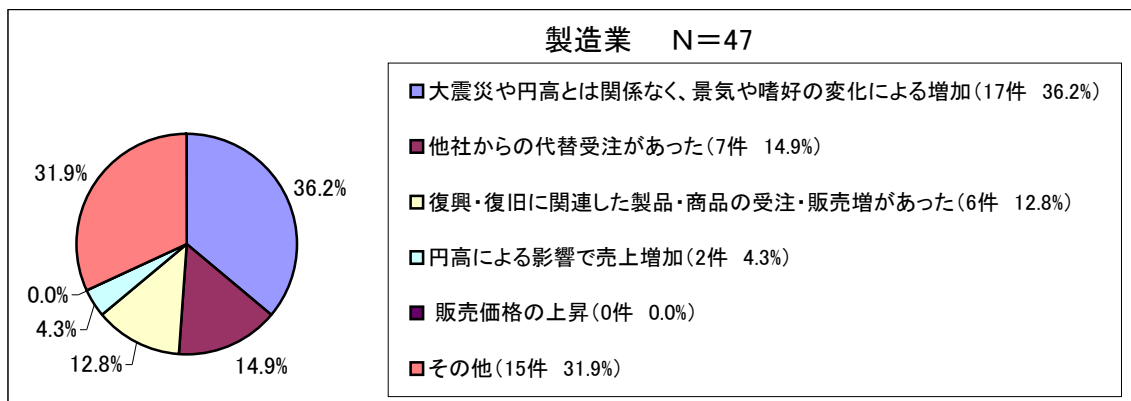 製造業 N=47
■大震災や円高とは関係なく、景気や嗜好の変化による増加(17件 36.2%)
■他社からの代替受注があった(7件 14.9%)
■復興・復旧に関連した製品・商品の受注・販売増があった(6件 12.8%)
■円高による影響で売上増加(2件 4.3%)
■販売価格の上昇(0件 0.0%)
■その他(15件 31.9%)
36.2%
14.9%
12.8%
4.3%
0.0%
31.9%